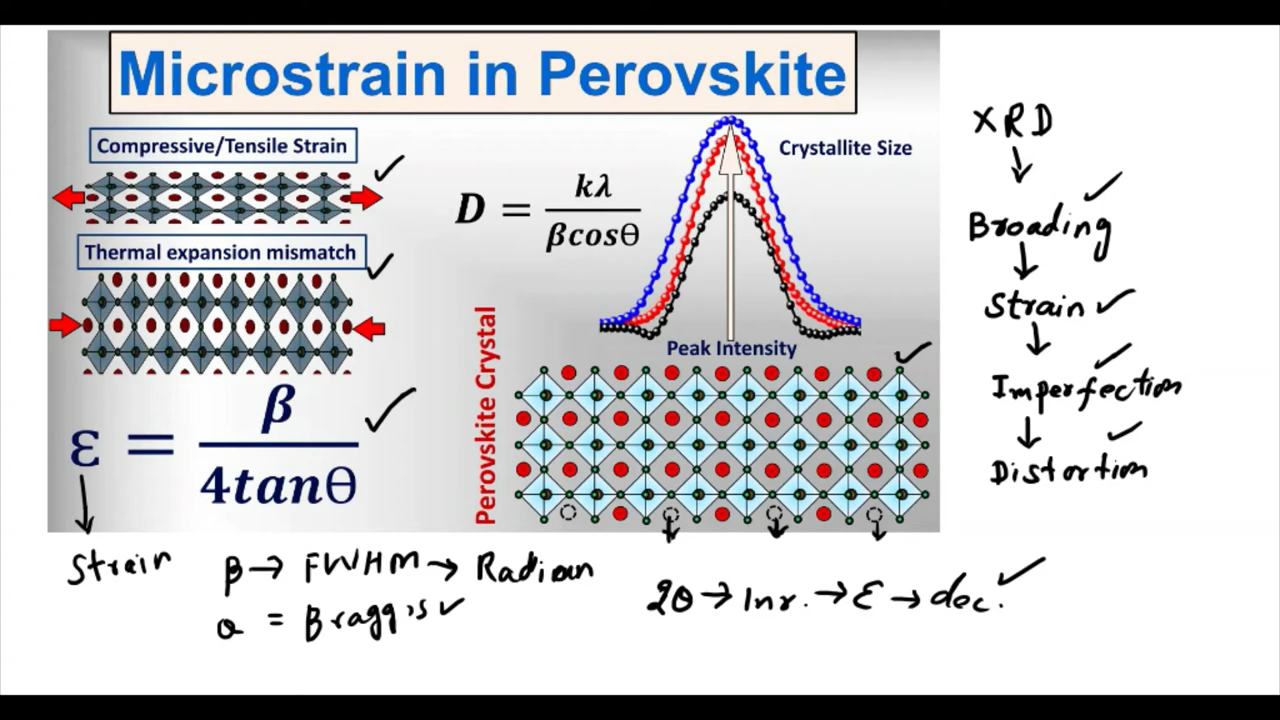 Microstrain in Perovskite
Compressive/Tensile Strain
Thermal expansion mismatch
ε = β / 4tanθ
D = kλ / βcosθ
Crystallite Size
Peak Intensity
Perovskite Crystal
XRD
Broading
Strain
Imperfection
Distortion
Strain
β → FWHM → Radian
θ = Bragg's
2θ → Inr. → ε → dec.